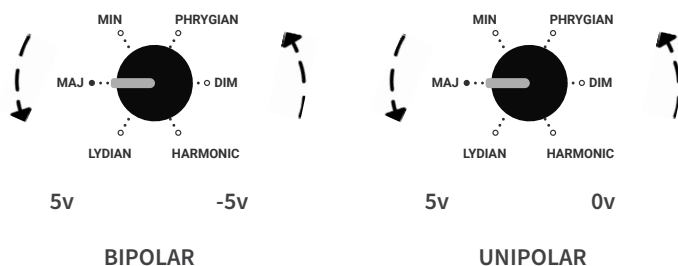 MIN PHRYGIAN
MAJ DIM
LYDIAN HARMONIC
5v -5v
BIPOLAR
MIN PHRYGIAN
MAJ DIM
LYDIAN HARMONIC
5v 0v
UNIPOLAR